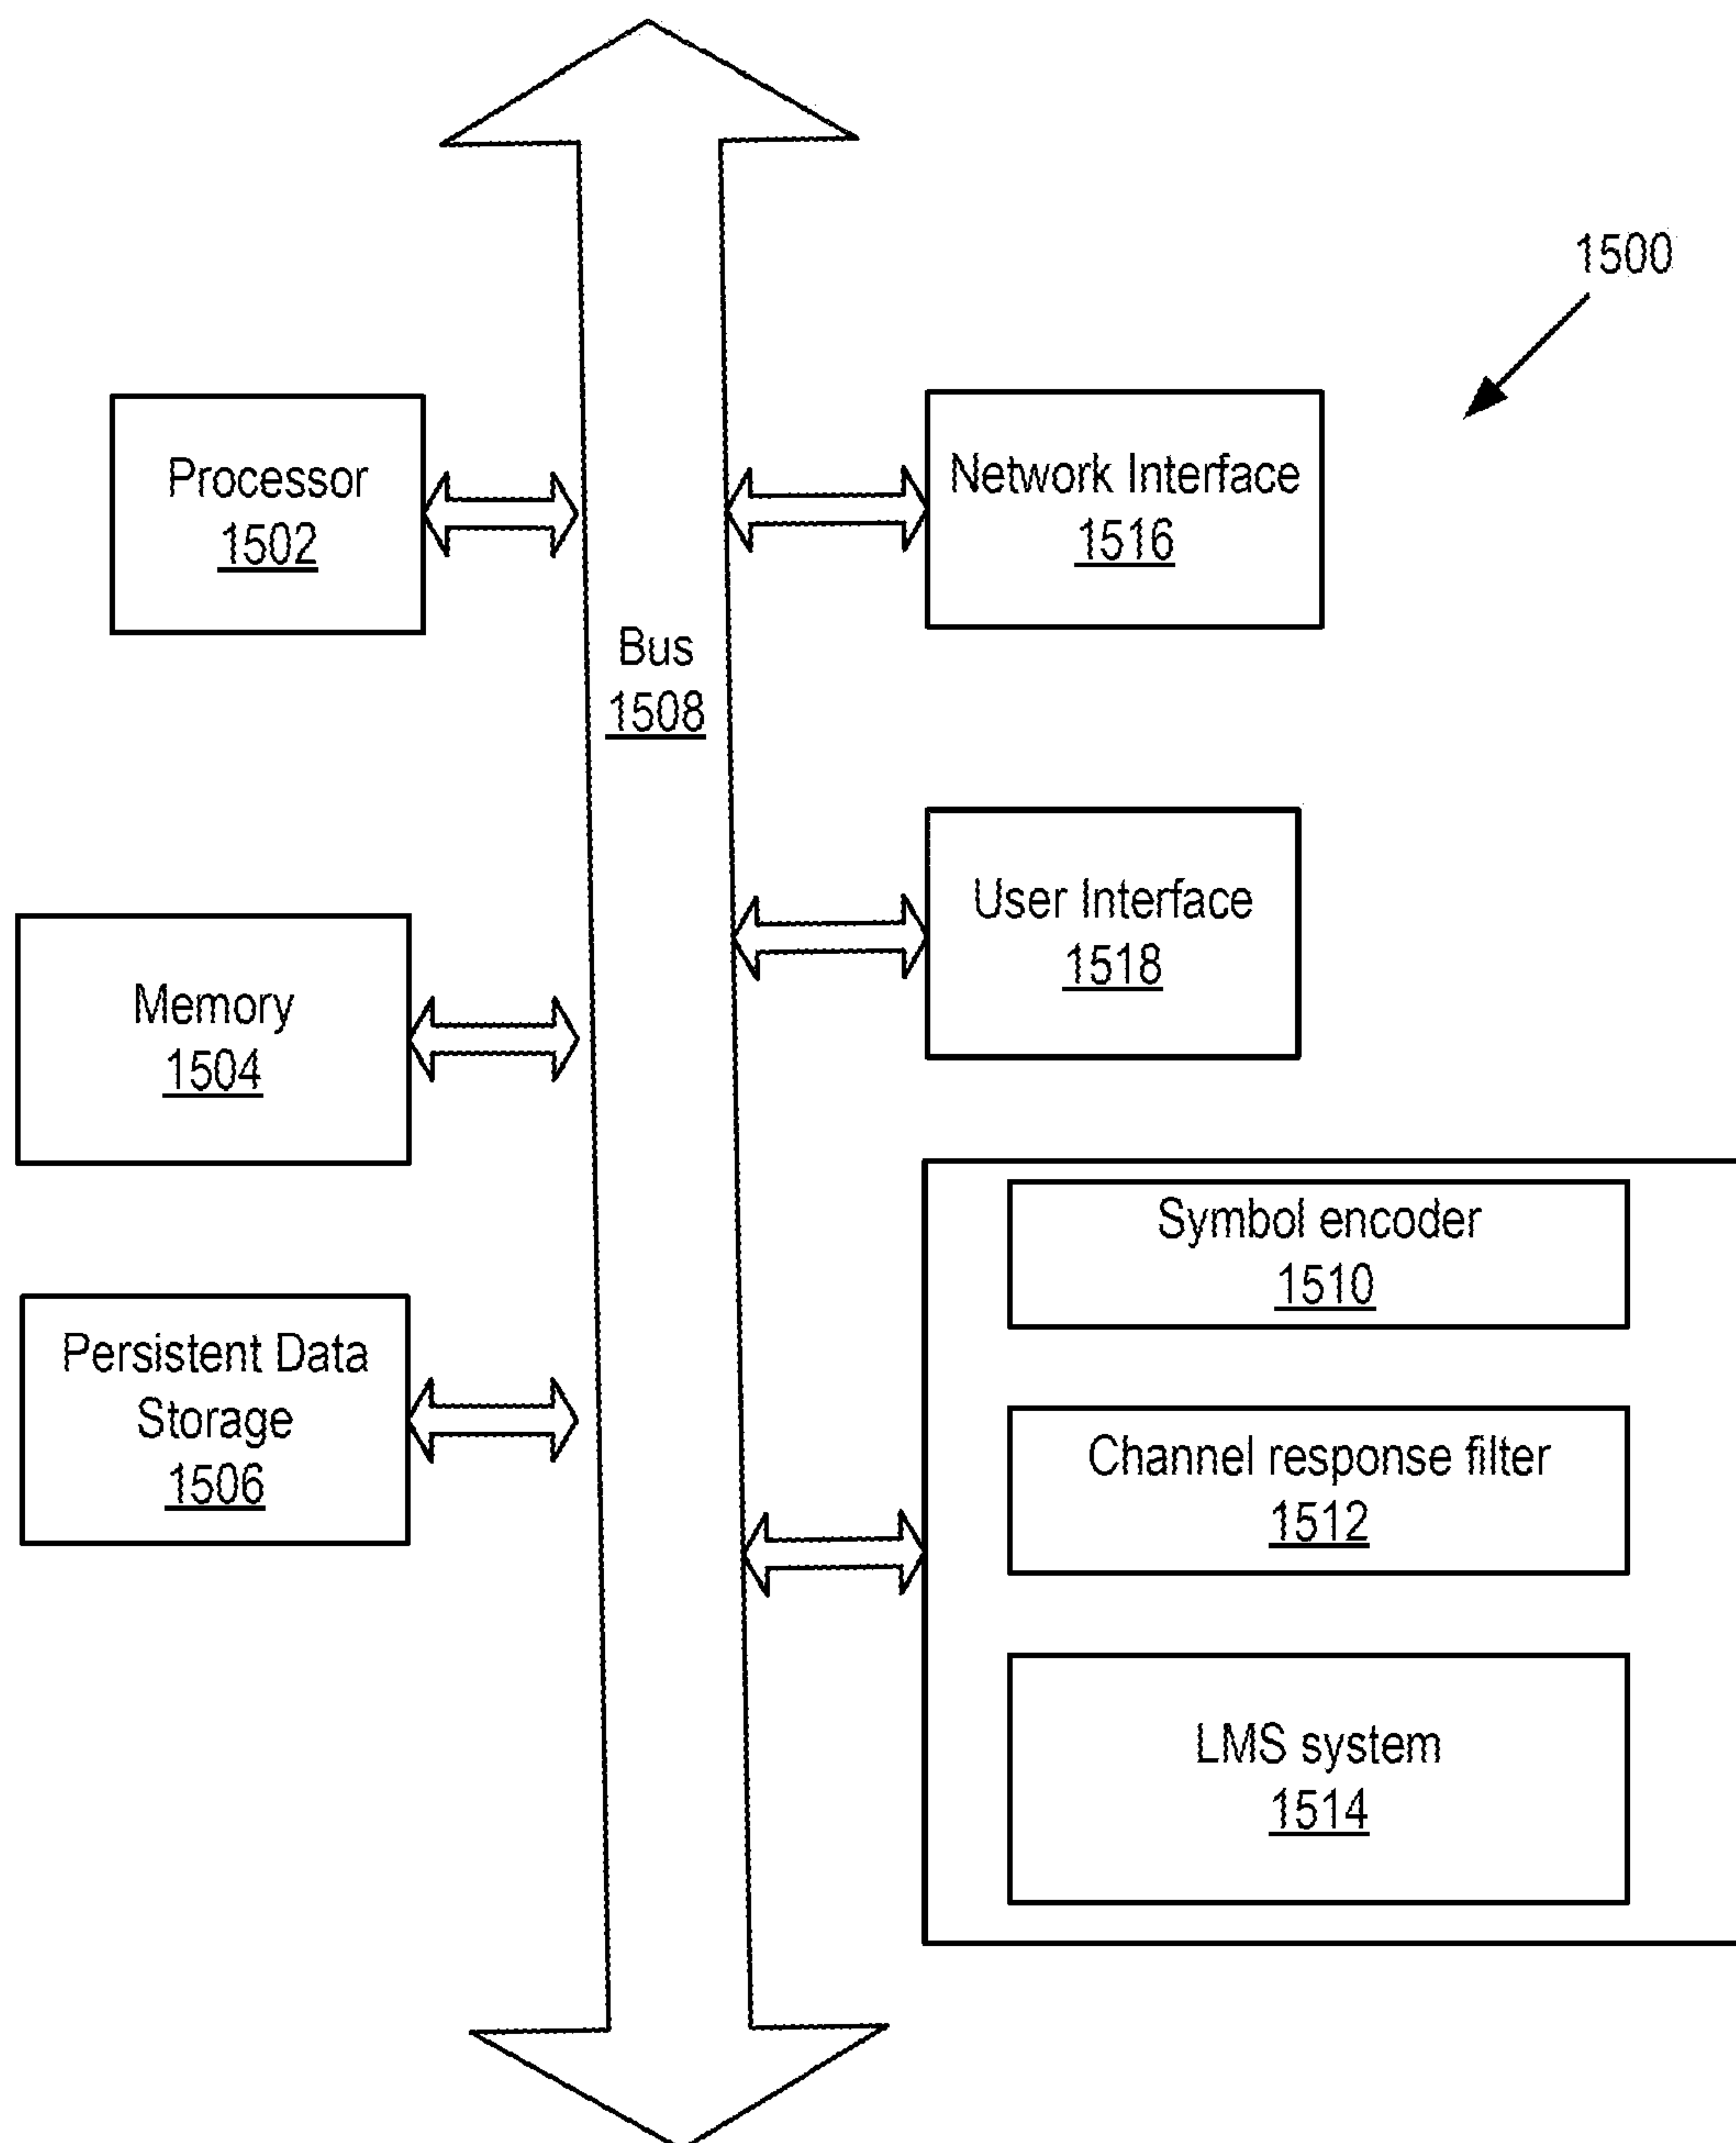 1500
Processor
1502
Network Interface
1516
Bus
1508
User Interface
1518
Memory
1504
Symbol encoder
1510
Persistent Data
Storage
1506
Channel response filter
1512
LMS system
1514